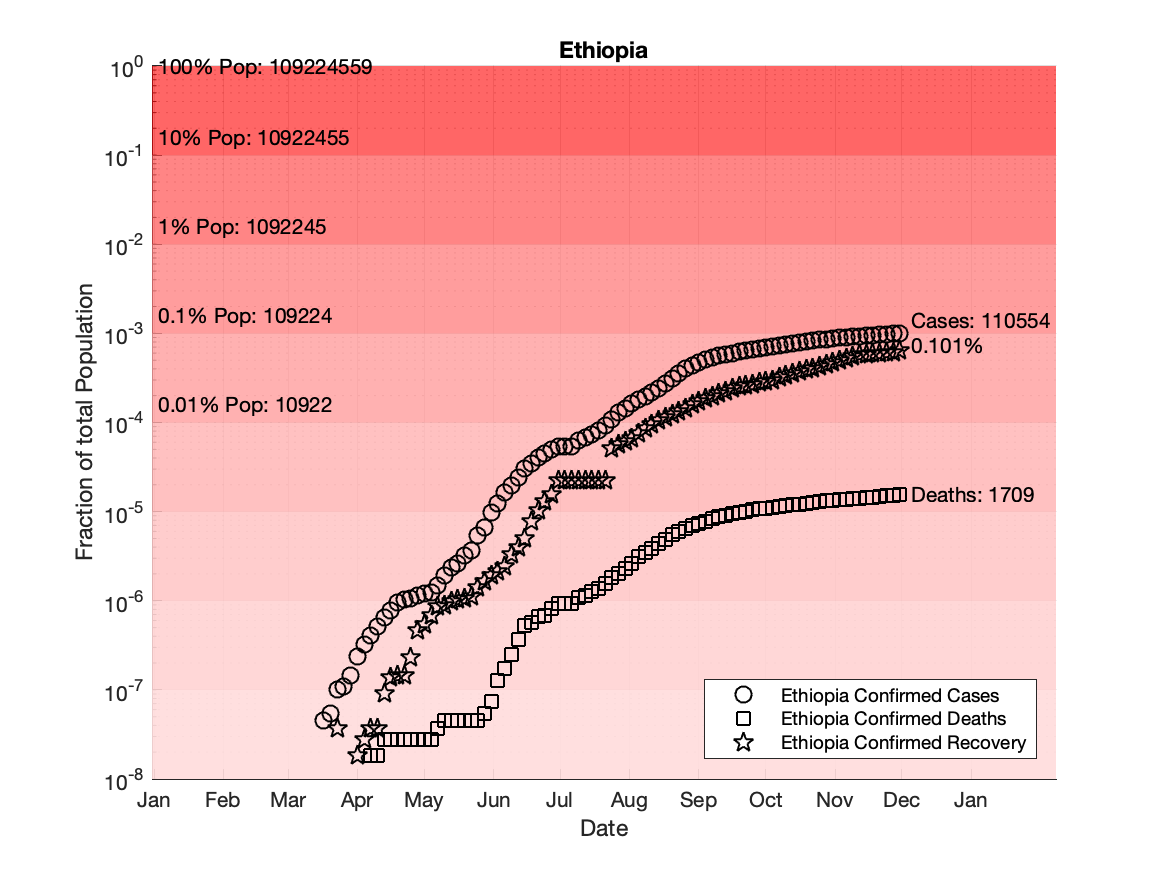 Ethiopia
10^0
100% Pop: 109224559
10% Pop: 10922455
10^-1
1% Pop: 1092245
10^-2
0.1% Pop: 109224
10^-3
Cases: 110554
0.101%
0.01% Pop: 10922
10^-4
10^-5
Deaths: 1709
10^-6
10^-7
10^-8
Fraction of total Population
Ethiopia Confirmed Cases
Ethiopia Confirmed Deaths
Ethiopia Confirmed Recovery
Jan Feb Mar Apr May Jun Jul Aug Sep Oct Nov Dec Jan
Date